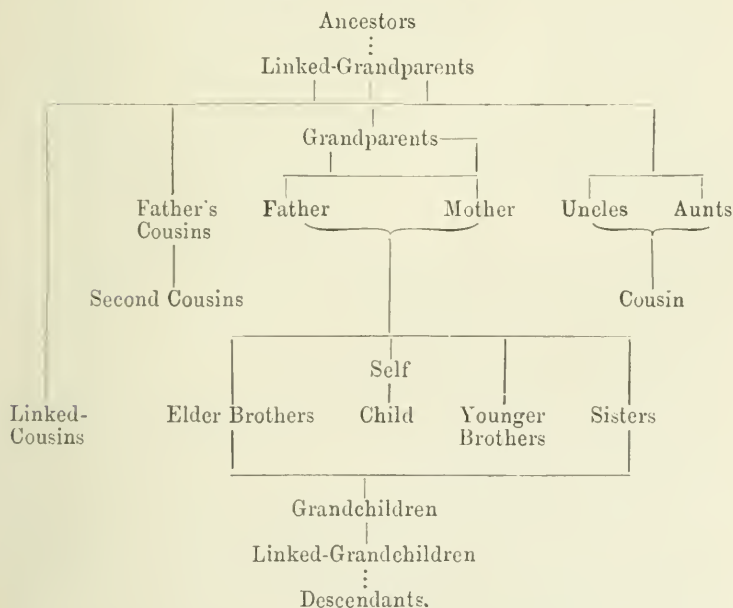 Ancestors
Linked-Grandparents
Grandparents
Father's
Cousins
Father
Mother
Uncles
Aunts
Second Cousins
Cousin
Self
Linked-
Cousins
Elder Brothers
Child
Younger
Brothers
Sisters
Grandchildren
Linked-Grandchildren
Descendants.